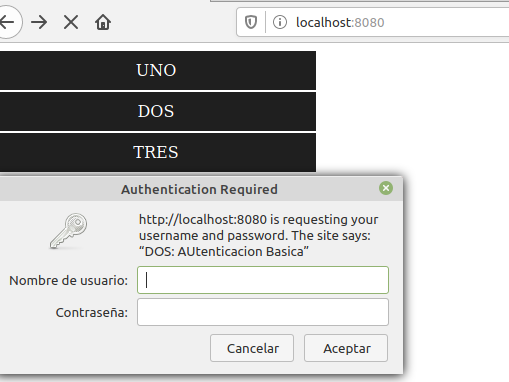 localhost:8080
UNO
DOS
TRES
Authentication Required
http://localhost:8080 is requesting your
username and password. The site says:
“DOS: AUtenticacion Basica”
Nombre de usuario:
Contraseña:
Cancelar Aceptar